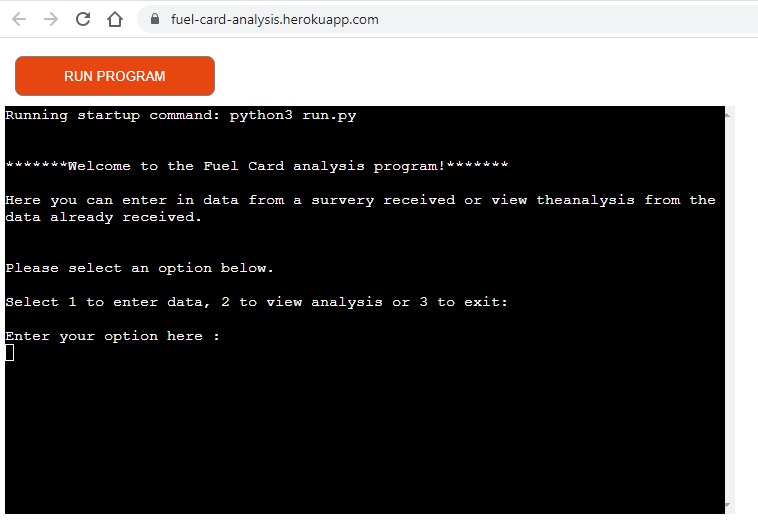 fuel-card-analysis.herokuapp.com
RUN PROGRAM
Running startup command: python3 run.py
*******Welcome to the Fuel Card analysis program!*******
Here you can enter in data from a survery received or view theanalysis from the
data already received.
Please select an option below.
Select 1 to enter data, 2 to view analysis or 3 to exit:
Enter your option here :